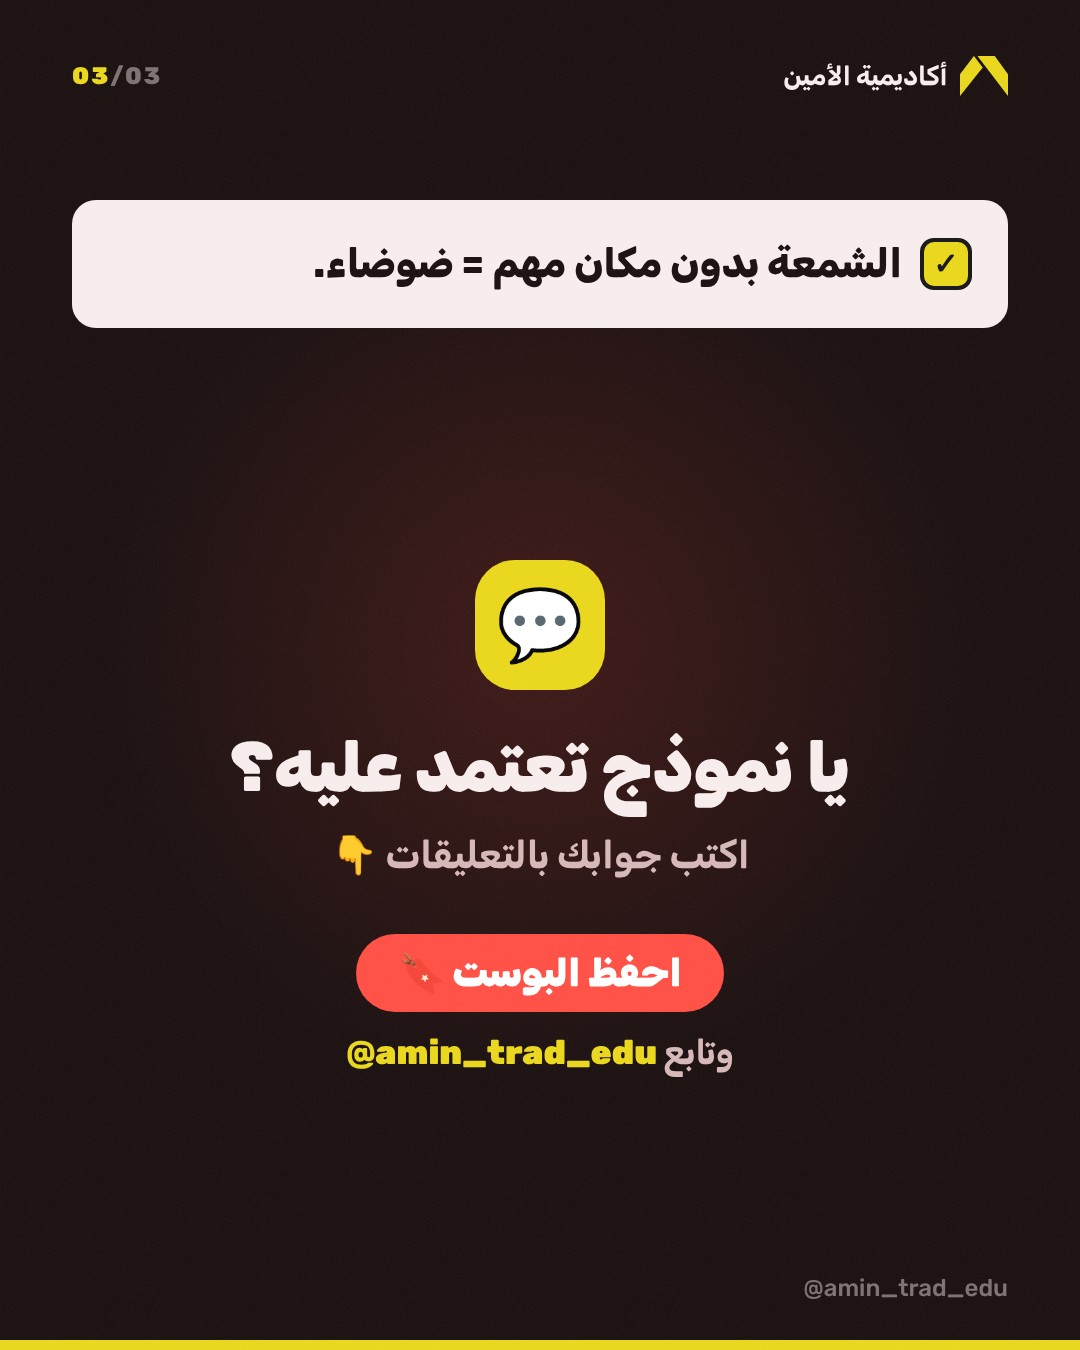 أكاديمية الأمين
03/03
✓ الشمعة بدون مكان مهم = ضوضاء.
💬
يا نموذج تعتمد عليه؟
اكتب جوابك بالتعليقات 👇
احفظ البوست 🔖
وتابع @amin_trad_edu
@amin_trad_edu